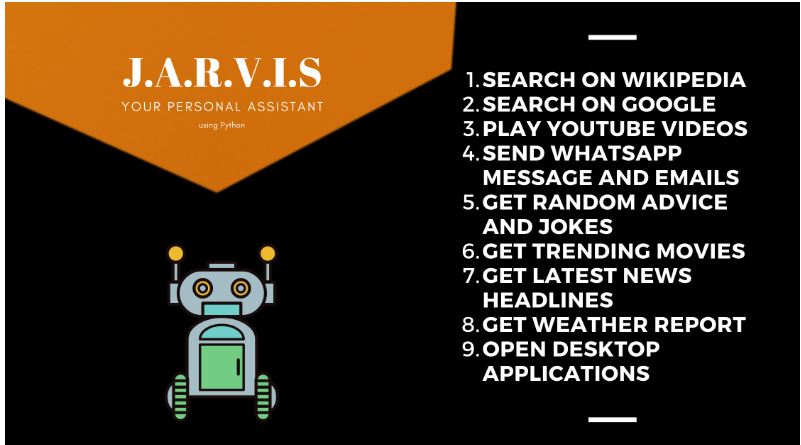 J.A.R.V.I.S
YOUR PERSONAL ASSISTANT
using Python
1. SEARCH ON WIKIPEDIA
2. SEARCH ON GOOGLE
3. PLAY YOUTUBE VIDEOS
4. SEND WHATSAPP
MESSAGE AND EMAILS
5. GET RANDOM ADVICE
AND JOKES
6. GET TRENDING MOVIES
7. GET LATEST NEWS
HEADLINES
8. GET WEATHER REPORT
9. OPEN DESKTOP
APPLICATIONS